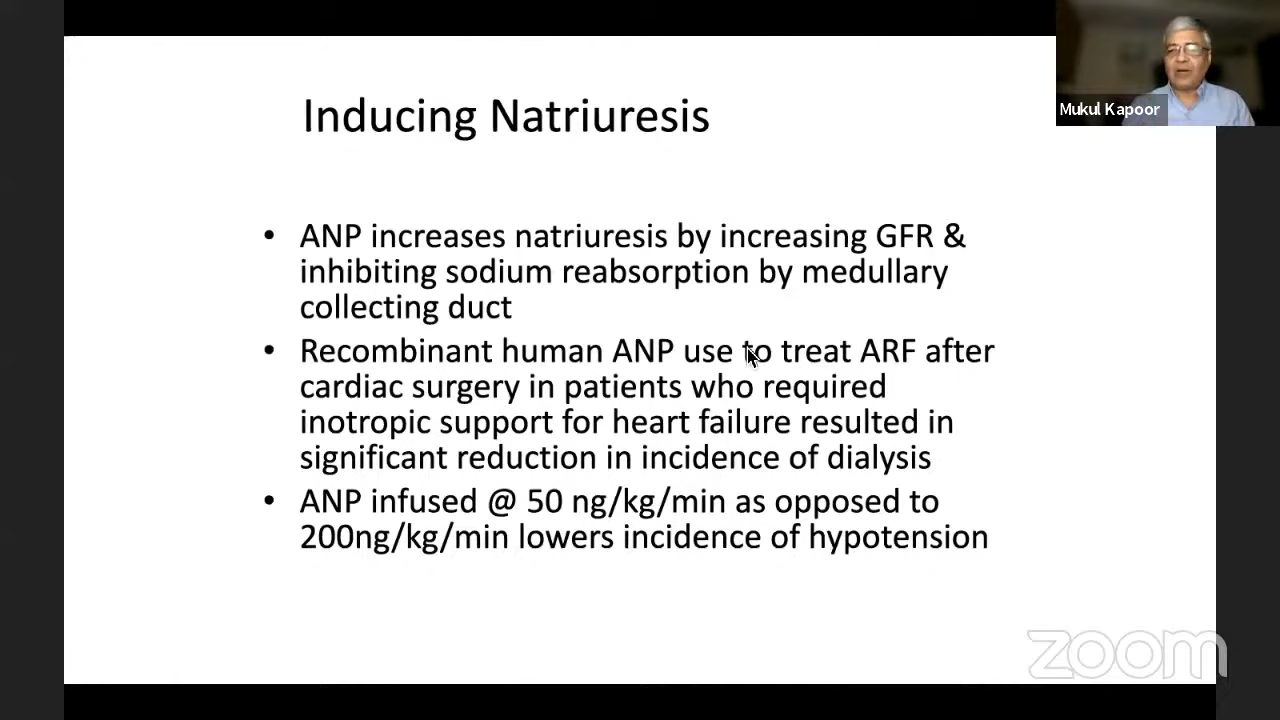 Inducing Natriuresis
Mukul Kapoor
• ANP increases natriuresis by increasing GFR &
inhibiting sodium reabsorption by medullary
collecting duct
• Recombinant human ANP use to treat ARF after
cardiac surgery in patients who required
inotropic support for heart failure resulted in
significant reduction in incidence of dialysis
• ANP infused @ 50 ng/kg/min as opposed to
200ng/kg/min lowers incidence of hypotension
zoom